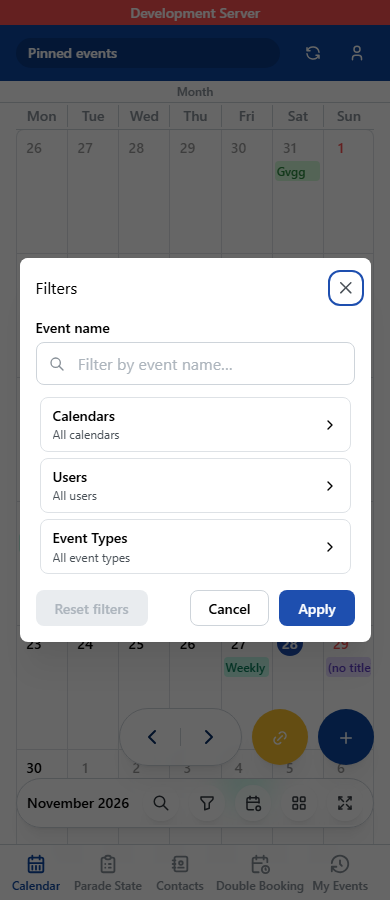 Development Server
Pinned events
Month
Mon Tue Wed Thu Fri Sat Sun
26 27 28 29 30 31 1
Gvgg
Filters
Event name
Filter by event name...
Calendars
All calendars
Users
All users
Event Types
All event types
Reset filters Cancel Apply
23 24 25 26 27 28 29
Weekly (no title
30 1 2 3 4 5 6
November 2026
Calendar Parade State Contacts Double Booking My Events